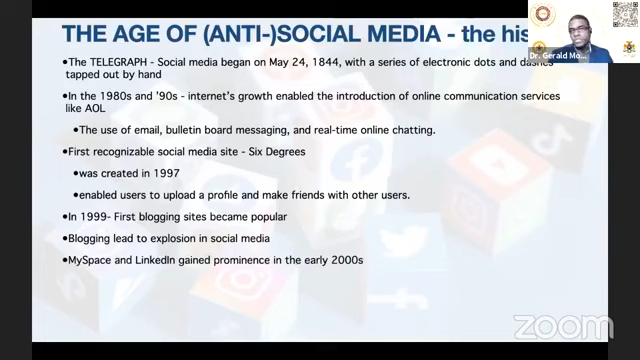 THE AGE OF (ANTI-)SOCIAL MEDIA - the his
•The TELEGRAPH - Social media began on May 24, 1844, with a series of electronic dots and dashes
tapped out by hand
•In the 1980s and '90s - internet's growth enabled the introduction of online communication services
like AOL
•The use of email, bulletin board messaging, and real-time online chatting.
•First recognizable social media site - Six Degrees
•was created in 1997
•enabled users to upload a profile and make friends with other users.
•In 1999- First blogging sites became popular
•Blogging lead to explosion in social media
•MySpace and LinkedIn gained prominence in the early 2000s
Dr. Gerald Mo...
zoom